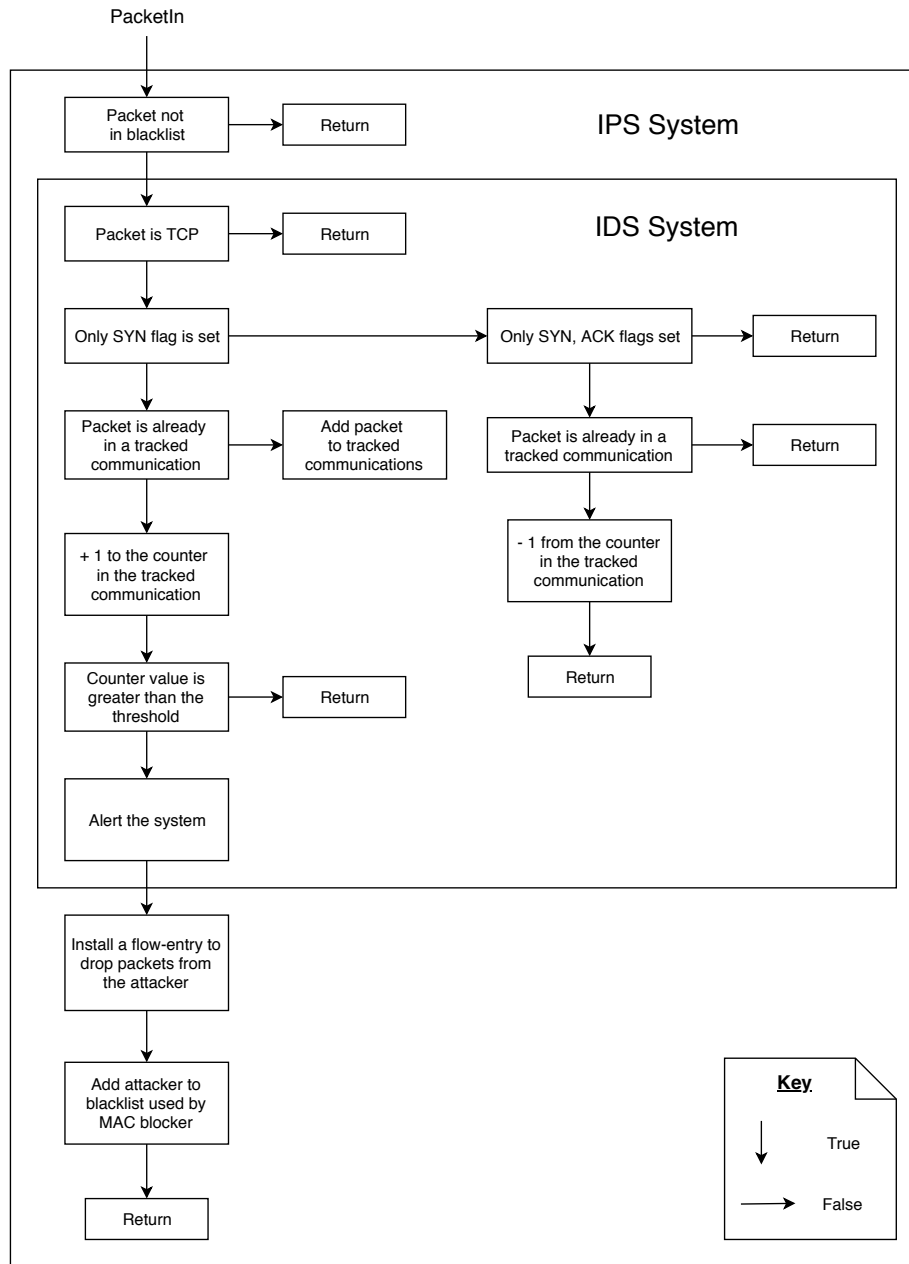 PacketIn
Packet not
in blacklist
Return
IPS System
Packet is TCP
Return
IDS System
Only SYN flag is set
Only SYN, ACK flags set
Return
Packet is already
in a tracked
communication
Add packet
to tracked
communications
Packet is already in a
tracked communication
Return
+ 1 to the counter
in the tracked
communication
- 1 from the counter
in the tracked
communication
Counter value is
greater than the
threshold
Return
Return
Alert the system
Install a flow-entry to
drop packets from
the attacker
Add attacker to
blacklist used by
MAC blocker
Return
Key
True
False